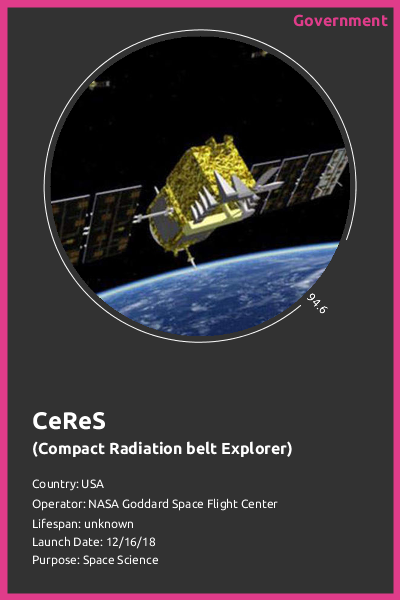 Government
94.6
CeReS
(Compact Radiation belt Explorer)
Country: USA
Operator: NASA Goddard Space Flight Center
Lifespan: unknown
Launch Date: 12/16/18
Purpose: Space Science